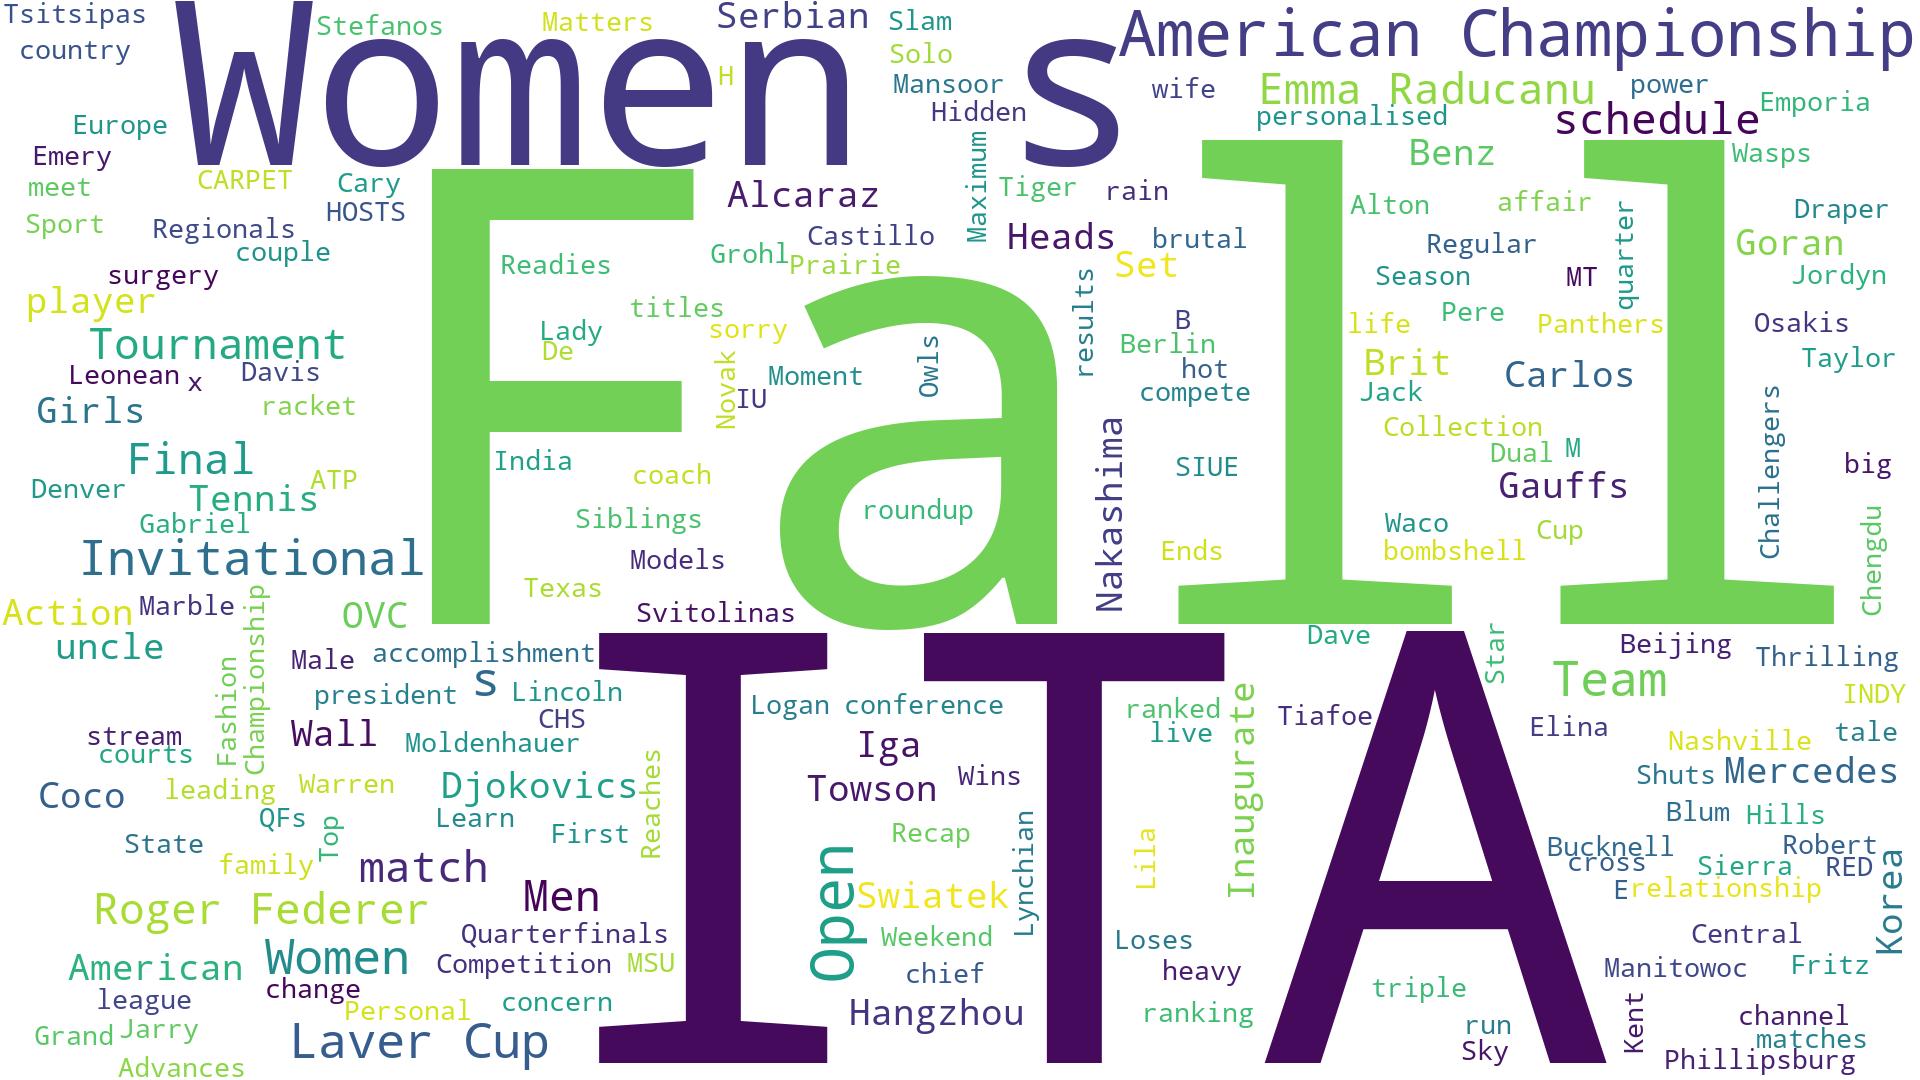 Tsitsipas
Stefanos
Matters
Serbian
Slam
American Championship
country
Women s
Solo
H
Mansoor
wife
Emma Raducanu
power
Emporia
Hidden
personalised
schedule
Europe
Emery
CARPET
Cary
Maximum
Benz
Wasps
meet
HOSTS
Alcaraz
Tiger
rain
Alton
affair
quarter
Draper
Sport
Regionals
Castillo
Heads
brutal
Regular
Goran
couple
Readies
Grohl
Prairie
Set
surgery
Season
MT
Jordyn
player
titles
results
B
life
Pere
Panthers
Osakis
Fall
Lady
sorry
Owls
Berlin
Tournament
De
Novak
Moment
hot
Brit
Carlos
Taylor
Leonean
x
Davis
IU
compete
Jack
Girls
racket
Nakashima
Collection
Challengers
Final
India
coach
SIUE
Dual
M
big
Denver
Tennis
ATP
Gauffs
Gabriel
Siblings
roundup
Waco
Cup
Chengdu
Invitational
Models
Ends
bombshell
Texas
Action
Marble
Championship
OVC
Svitolinas
uncle
Male
accomplishment
Dave
Star
Beijing
Thrilling
Fashion
president
s
Lincoln
ITA
Logan
conference
ranked
Inaugurate
Team
INDY
stream
Wall
CHS
live
Tiafoe
Elina
courts
Moldenhauer
Iga
Nashville
tale
Coco
leading
Warren
Djokovics
Reaches
Towson
Wins
Shuts
Mercedes
QFs
Top
Learn
First
Recap
Lynchian
Lila
Blum
Hills
State
family
match
Open
Bucknell
cross
Sierra
Robert
RED
Korea
Roger Federer
Men
Swiatek
E
relationship
Quarterfinals
Weekend
Loses
Central
American
Women
Competition
MSU
chief
heavy
Manitowoc
Fritz
league
change
Personal
concern
Hangzhou
ranking
triple
Kent
channel
Grand
Jarry
Laver Cup
run
matches
Advances
Sky
Phillipsburg